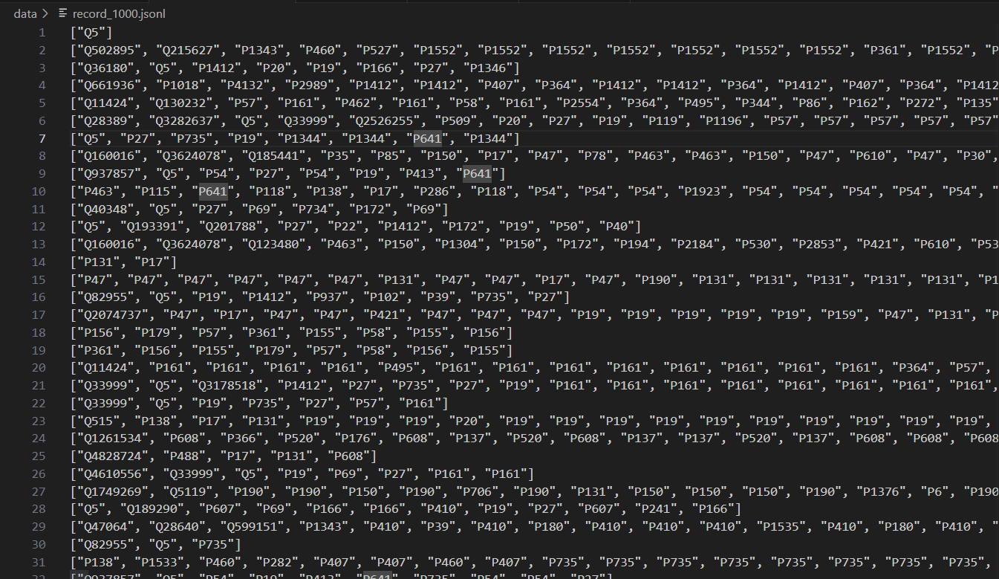 data > record_1000.jsonl
1 ["Q5"]
2 ["Q502895", "Q215627", "P1343", "P460", "P527", "P1552", "P1552", "P1552", "P1552", "P1552", "P1552", "P1552", "P361", "P1552", "P
3 ["Q36180", "Q5", "P1412", "P20", "P19", "P166", "P27", "P1346"]
4 ["Q661936", "P1018", "P4132", "P2989", "P1412", "P1412", "P407", "P364", "P1412", "P1412", "P364", "P1412", "P407", "P364", "P1412
5 ["Q11424", "Q130232", "P57", "P161", "P462", "P161", "P58", "P161", "P2554", "P364", "P495", "P344", "P86", "P162", "P272", "P135"
6 ["Q28389", "Q3282637", "Q5", "Q33999", "Q2526255", "P509", "P20", "P27", "P19", "P119", "P1196", "P57", "P57", "P57", "P57", "P57"
7 ["Q5", "P27", "P735", "P19", "P1344", "P1344", "P641", "P1344"]
8 ["Q160016", "Q3624078", "Q185441", "P35", "P85", "P150", "P17", "P47", "P78", "P463", "P463", "P150", "P47", "P610", "P47", "P30",
9 ["Q937857", "Q5", "P54", "P27", "P54", "P19", "P413", "P641"]
10 ["P463", "P115", "P641", "P118", "P138", "P17", "P286", "P118", "P54", "P54", "P54", "P1923", "P54", "P54", "P54", "P54", "P54", "
11 ["Q40348", "Q5", "P27", "P69", "P734", "P172", "P69"]
12 ["Q5", "Q193391", "Q201788", "P27", "P22", "P1412", "P172", "P19", "P50", "P40"]
13 ["Q160016", "Q3624078", "Q123480", "P463", "P150", "P1304", "P150", "P172", "P194", "P2184", "P530", "P2853", "P421", "P610", "P53
14 ["P131", "P17"]
15 ["P47", "P47", "P47", "P47", "P47", "P47", "P131", "P47", "P47", "P17", "P47", "P190", "P131", "P131", "P131", "P131", "P131", "P1
16 ["Q82955", "Q5", "P19", "P1412", "P937", "P102", "P39", "P735", "P27"]
17 ["Q2074737", "P47", "P17", "P47", "P47", "P421", "P47", "P47", "P47", "P19", "P19", "P19", "P19", "P19", "P159", "P47", "P131", "P
18 ["P156", "P179", "P57", "P361", "P155", "P58", "P155", "P156"]
19 ["P361", "P156", "P155", "P179", "P57", "P58", "P156", "P155"]
20 ["Q11424", "P161", "P161", "P161", "P161", "P495", "P161", "P161", "P161", "P161", "P161", "P161", "P161", "P161", "P364", "P57",
21 ["Q33999", "Q5", "Q3178518", "P1412", "P27", "P735", "P27", "P19", "P161", "P161", "P161", "P161", "P161", "P161", "P161", "P161",
22 ["Q33999", "Q5", "P19", "P735", "P27", "P57", "P161"]
23 ["Q515", "P138", "P17", "P131", "P19", "P19", "P19", "P20", "P19", "P19", "P19", "P19", "P19", "P19", "P19", "P19", "P19", "P19",
24 ["Q1261534", "P608", "P366", "P520", "P176", "P608", "P137", "P520", "P608", "P137", "P137", "P520", "P137", "P608", "P608", "P608
25 ["Q4828724", "P488", "P17", "P131", "P608"]
26 ["Q4610556", "Q33999", "Q5", "P19", "P69", "P27", "P161", "P161"]
27 ["Q1749269", "Q5119", "P190", "P190", "P150", "P190", "P706", "P190", "P131", "P150", "P150", "P150", "P190", "P1376", "P6", "P190
28 ["Q5", "Q189290", "P607", "P69", "P166", "P166", "P410", "P19", "P27", "P607", "P241", "P166"]
29 ["Q47064", "Q28640", "Q599151", "P1343", "P410", "P39", "P410", "P180", "P410", "P410", "P410", "P1535", "P410", "P180", "P410", "
30 ["Q82955", "Q5", "P735"]
31 ["P138", "P1533", "P460", "P282", "P407", "P407", "P460", "P407", "P735", "P735", "P735", "P735", "P735", "P735", "P735", "P735",
32 ["Q937857", "Q5", "P54", "P19", "P413", "P641", "P735", "P54", "P54", "P27"]